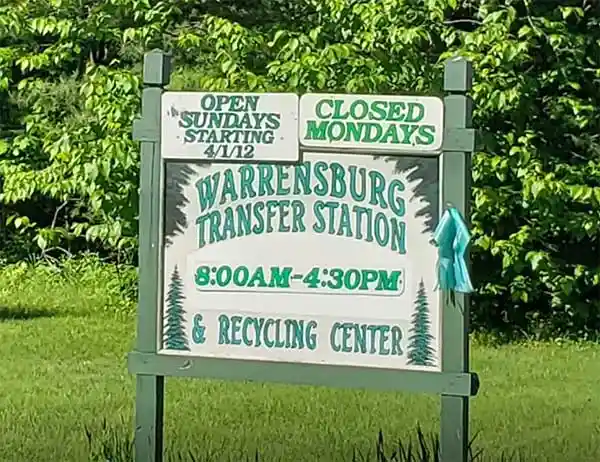 OPEN
SUNDAYS
STARTING
4/1/12
CLOSED
MONDAYS
WARRENSBURG
TRANSFER STATION
8:00AM-4:30PM
& RECYCLING CENTER